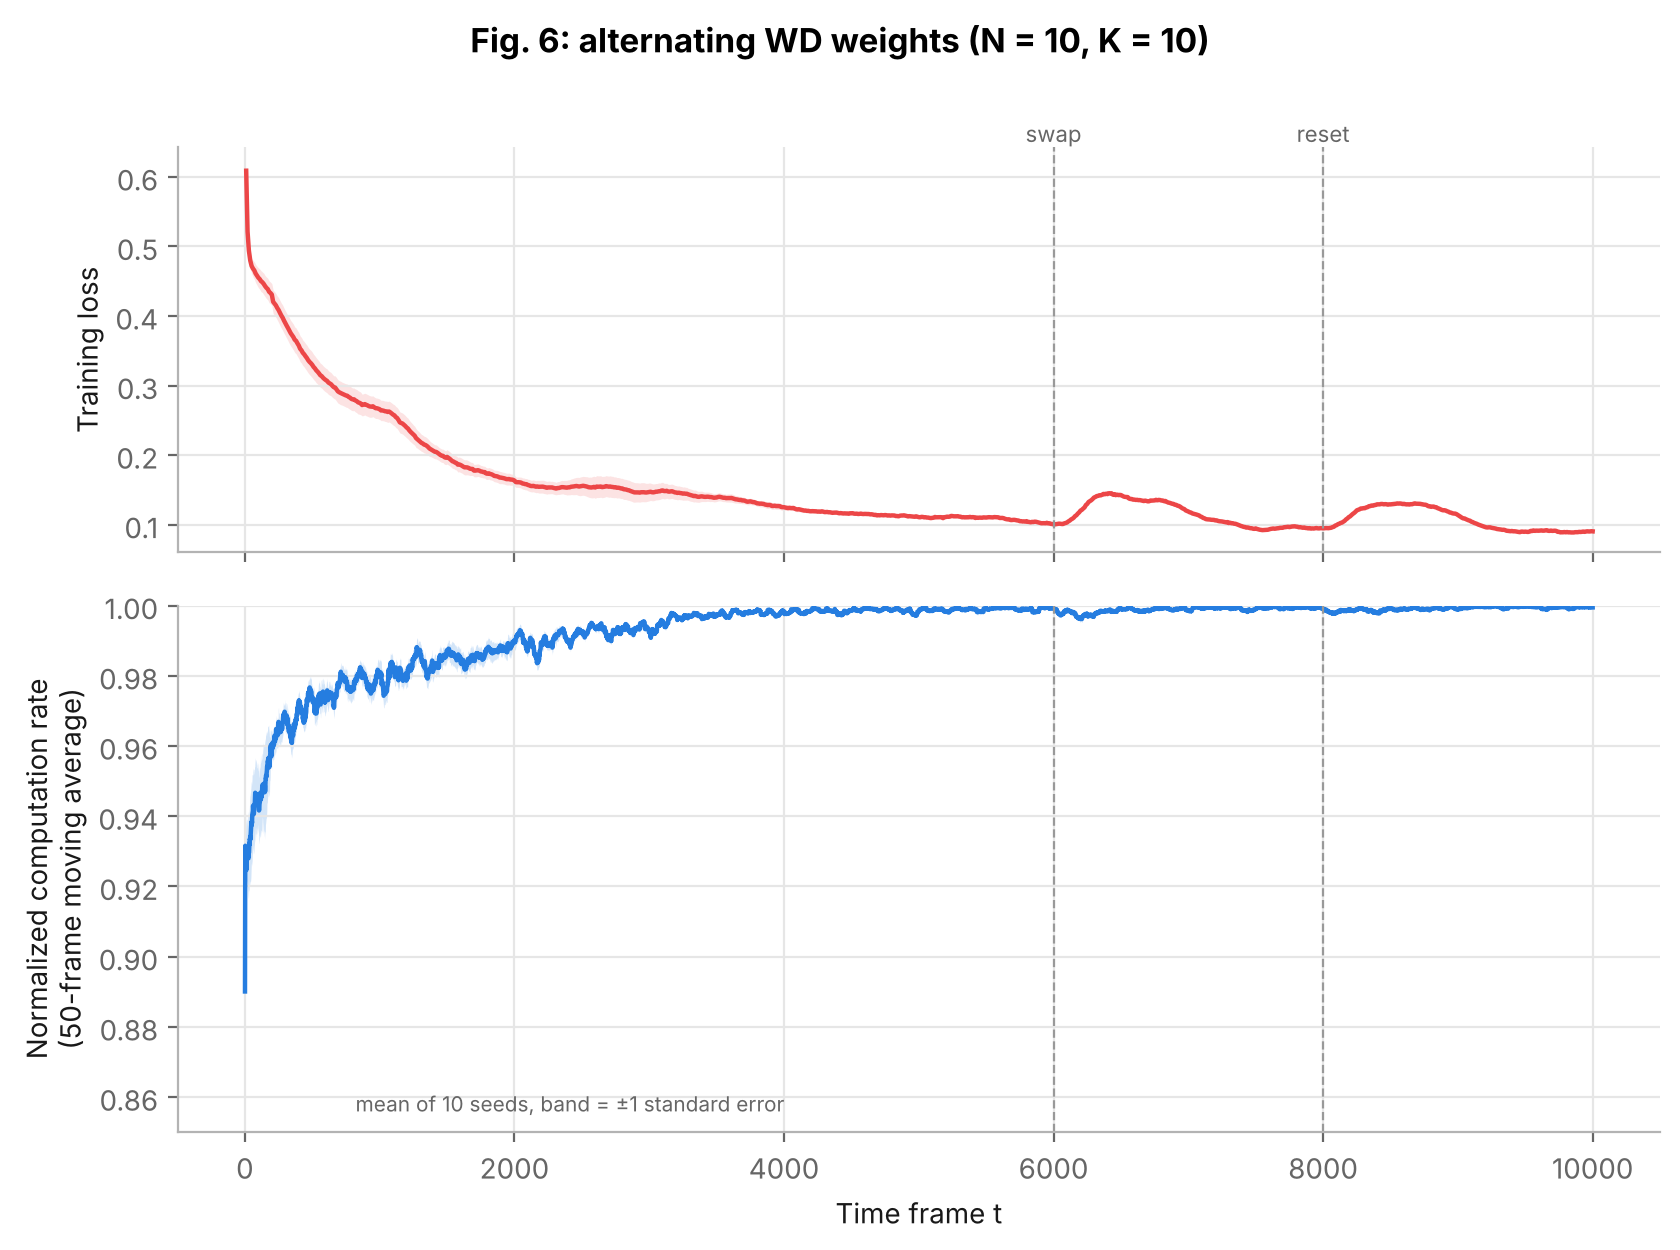 Fig. 6: alternating WD weights (N = 10, K = 10)
swap
reset
Training loss
0.6
0.5
0.4
0.3
0.2
0.1
Normalized computation rate
(50-frame moving average)
1.00
0.98
0.96
0.94
0.92
0.90
0.88
0.86
mean of 10 seeds, band = ±1 standard error
0
2000
4000
6000
8000
10000
Time frame t